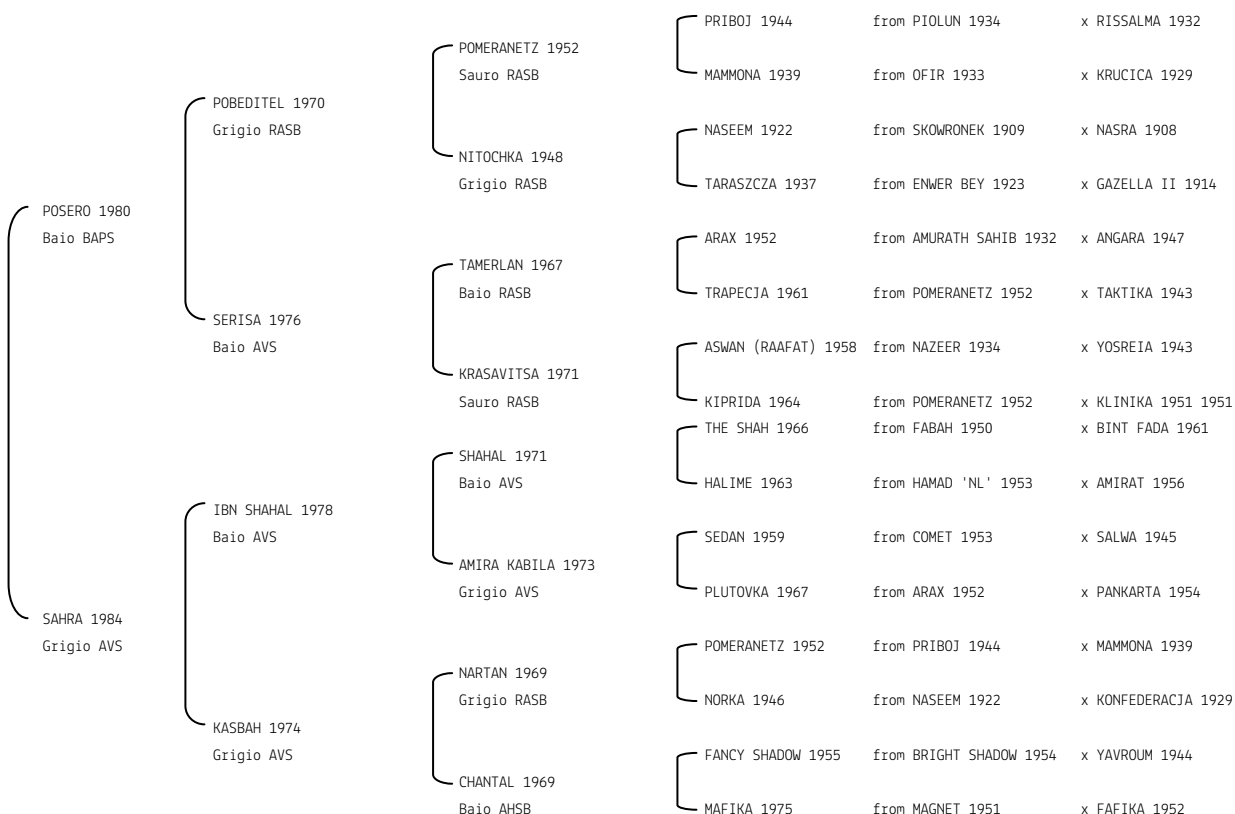 PRIBOJ 1944 from PIOLUN 1934 x RISSALMA 1932
POMERANETZ 1952
Sauro RASB
MAMMONA 1939 from OFIR 1933 x KRUCICA 1929
POBEDITEL 1970
Grigio RASB
NASEEM 1922 from SKOWRONEK 1909 x NASRA 1908
NITOCHKA 1948
Grigio RASB
TARASZCZA 1937 from ENWER BEY 1923 x GAZELLA II 1914
POSERO 1980
Baio BAPS
ARAX 1952 from AMURATH SAHIB 1932 x ANGARA 1947
TAMERLAN 1967
Baio RASB
TRAPECJA 1961 from POMERANETZ 1952 x TAKTIKA 1943
SERISA 1976
Baio AVS
ASWAN (RAAFAT) 1958 from NAZEER 1934 x YOSREIA 1943
KRASAVITSA 1971
Sauro RASB
KIPRIDA 1964 from POMERANETZ 1952 x KLINIKA 1951 1951
THE SHAH 1966 from FABAH 1950 x BINT FADA 1961
SHAHAL 1971
Baio AVS
HALIME 1963 from HAMAD 'NL' 1953 x AMIRAT 1956
IBN SHAHAL 1978
Baio AVS
SEDAN 1959 from COMET 1953 x SALWA 1945
AMIRA KABILA 1973
Grigio AVS
PLUTOVKA 1967 from ARAX 1952 x PANKARTA 1954
SAHRA 1984
Grigio AVS
POMERANETZ 1952 from PRIBOJ 1944 x MAMMONA 1939
NARTAN 1969
Grigio RASB
NORKA 1946 from NASEEM 1922 x KONFEDERACJA 1929
KASBAH 1974
Grigio AVS
FANCY SHADOW 1955 from BRIGHT SHADOW 1954 x YAVROUM 1944
CHANTAL 1969
Baio AHSB
MAFIKA 1975 from MAGNET 1951 x FAFIKA 1952